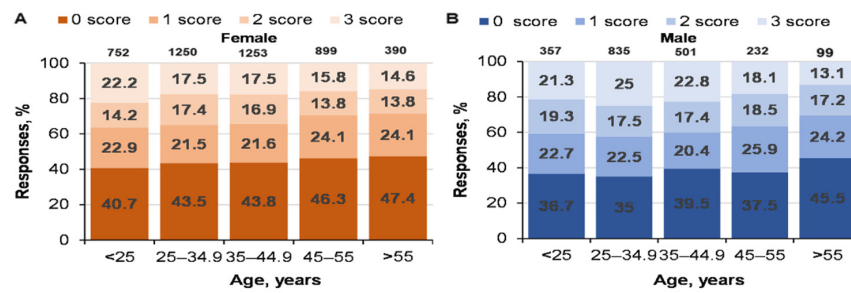 A
0 score 1 score 2 score 3 score
Female
752 1250 1253 899 390
Responses, %
100
80
60
40
20
0
22.2 17.5 17.5 15.8 14.6
14.2 17.4 16.9 13.8 13.8
22.9 21.5 21.6 24.1 24.1
40.7 43.5 43.8 46.3 47.4
<25 25–34.9 35–44.9 45–55 >55
Age, years
B
0 score 1 score 2 score 3 score
Male
357 835 501 232 99
Responses, %
100
80
60
40
20
0
21.3 25 22.8 18.1 13.1
19.3 17.5 17.4 18.5 17.2
22.7 22.5 20.4 25.9 24.2
36.7 35 39.5 37.5 45.5
<25 25–34.9 35–44.9 45–55 >55
Age, years